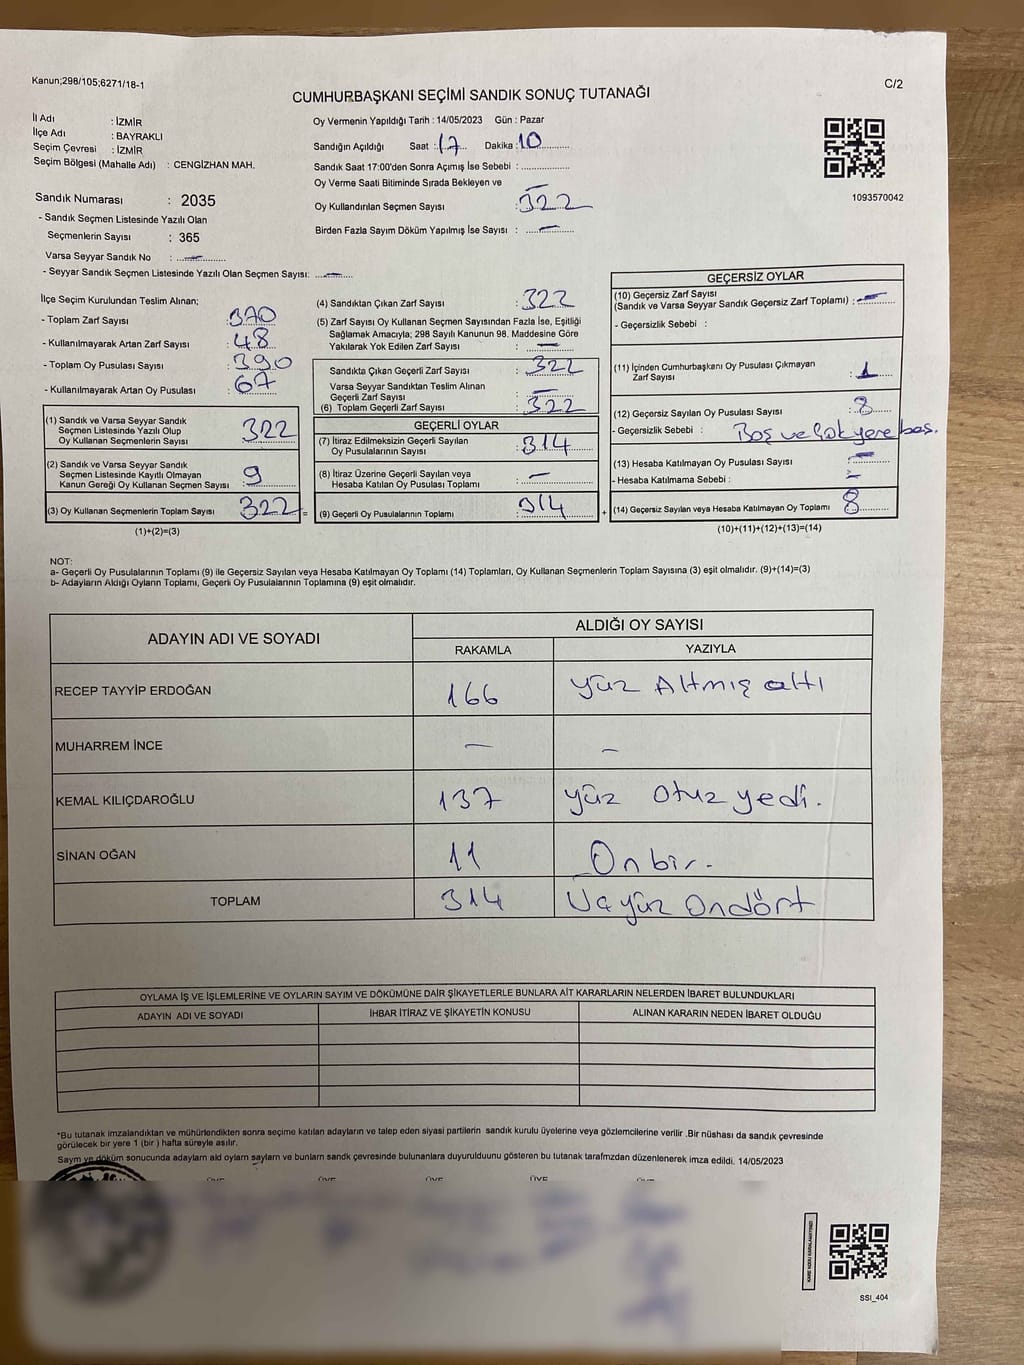 Kanun;298/105;6271/18-1
C/2
CUMHURBAŞKANI SEÇİMİ SANDIK SONUÇ TUTANAĞI
İl Adı : İZMİR
İlçe Adı : BAYRAKLI
Seçim Çevresi : İZMİR
Seçim Bölgesi (Mahalle Adı) : CENGİZHAN MAH.
Sandık Numarası : 2035
- Sandık Seçmen Listesinde Yazılı Olan
Seçmenlerin Sayısı : 365
Varsa Seyyar Sandık No : —
- Seyyar Sandık Seçmen Listesinde Yazılı Olan Seçmen Sayısı: —
Oy Vermenin Yapıldığı Tarih : 14/05/2023 Gün : Pazar
Sandığın Açıldığı Saat : 17 Dakika : 10
Sandık Saat 17:00'den Sonra Açımış İse Sebebi :
Oy Verme Saati Bitiminde Sırada Bekleyen ve —
Oy Kullandırılan Seçmen Sayısı : 322
Birden Fazla Sayım Döküm Yapılmış İse Sayısı : —
1093570042
İlçe Seçim Kurulundan Teslim Alınan;
- Toplam Zarf Sayısı : 370
- Kullanılmayarak Artan Zarf Sayısı : 48
- Toplam Oy Pusulası Sayısı : 390
- Kullanılmayarak Artan Oy Pusulası : 67
(1) Sandık ve Varsa Seyyar Sandık
Seçmen Listesinde Yazılı Olup
Oy Kullanan Seçmenlerin Sayısı : 322
(2) Sandık ve Varsa Seyyar Sandık
Seçmen Listesinde Kayıtlı Olmayan
Kanun Gereği Oy Kullanan Seçmen Sayısı : 9
(3) Oy Kullanan Seçmenlerin Toplam Sayısı : 322 =
(1)+(2)=(3)
(4) Sandıktan Çıkan Zarf Sayısı : 322
(5) Zarf Sayısı Oy Kullanan Seçmen Sayısından Fazla İse, Eşitliği
Sağlamak Amacıyla; 298 Sayılı Kanunun 98. Maddesine Göre
Yakılarak Yok Edilen Zarf Sayısı : —
Sandıkta Çıkan Geçerli Zarf Sayısı : 322
Varsa Seyyar Sandıktan Teslim Alınan
Geçerli Zarf Sayısı : —
(6) Toplam Geçerli Zarf Sayısı : 322
GEÇERLİ OYLAR
(7) İtiraz Edilmeksizin Geçerli Sayılan
Oy Pusulalarının Sayısı : 314
(8) İtiraz Üzerine Geçerli Sayılan veya
Hesaba Katılan Oy Pusulaları Toplamı : —
(9) Geçerli Oy Pusulalarının Toplamı : 314 +
GEÇERSİZ OYLAR
(10) Geçersiz Zarf Sayısı
(Sandık ve Varsa Seyyar Sandık Geçersiz Zarf Toplamı) : —
- Geçersizlik Sebebi :
(11) İçinden Cumhurbaşkanı Oy Pusulası Çıkmayan
Zarf Sayısı : 1
(12) Geçersiz Sayılan Oy Pusulası Sayısı : 8
- Geçersizlik Sebebi : Boş ve Çok yere bas.
(13) Hesaba Katılmayan Oy Pusulası Sayısı : —
- Hesaba Katılmama Sebebi : —
(14) Geçersiz Sayılan veya Hesaba Katılmayan Oy Toplamı : 8
(10)+(11)+(12)+(13)=(14)
NOT:
a- Geçerli Oy Pusulalarının Toplamı (9) ile Geçersiz Sayılan veya Hesaba Katılmayan Oy Toplamı (14) Toplamları, Oy Kullanan Seçmenlerin Toplam Sayısına (3) eşit olmalıdır. (9)+(14)=(3)
b- Adayların Aldığı Oyların Toplamı, Geçerli Oy Pusulalarının Toplamına (9) eşit olmalıdır.
ADAYIN ADI VE SOYADI ALDIĞI OY SAYISI
RAKAMLA YAZIYLA
RECEP TAYYİP ERDOĞAN 166 yüz Altmış altı
MUHARREM İNCE — —
KEMAL KILIÇDAROĞLU 137 yüz otuz yedi.
SİNAN OĞAN 11 On bir.
TOPLAM 314 Üç yüz Ondört
OYLAMA İŞ VE İŞLEMLERİNE VE OYLARIN SAYIM VE DÖKÜMÜNE DAİR ŞİKAYETLERLE BUNLARA AİT KARARLARIN NELERDEN İBARET BULUNDUKLARI
ADAYIN ADI VE SOYADI İHBAR İTİRAZ VE ŞİKAYETİN KONUSU ALINAN KARARIN NEDEN İBARET OLDUĞU
*Bu tutanak imzalandıktan ve mühürlendikten sonra seçime katılan adayların ve talep eden siyasi partilerin sandık kurulu üyelerine veya gözlemcilerine verilir .Bir nüshası da sandık çevresinde
görülecek bir yere 1 (bir ) hafta süreyle asılır.
Sayım ve döküm sonucunda adayların ald oyların sayların ve bunlarn sandk çevresinde bulunanlara duyurulduunu gösteren bu tutanak tarafmzdan düzenlenerek imza edildi. 14/05/2023
ÜYE ÜYE ÜYE ÜYE ÜYE
SSI_404